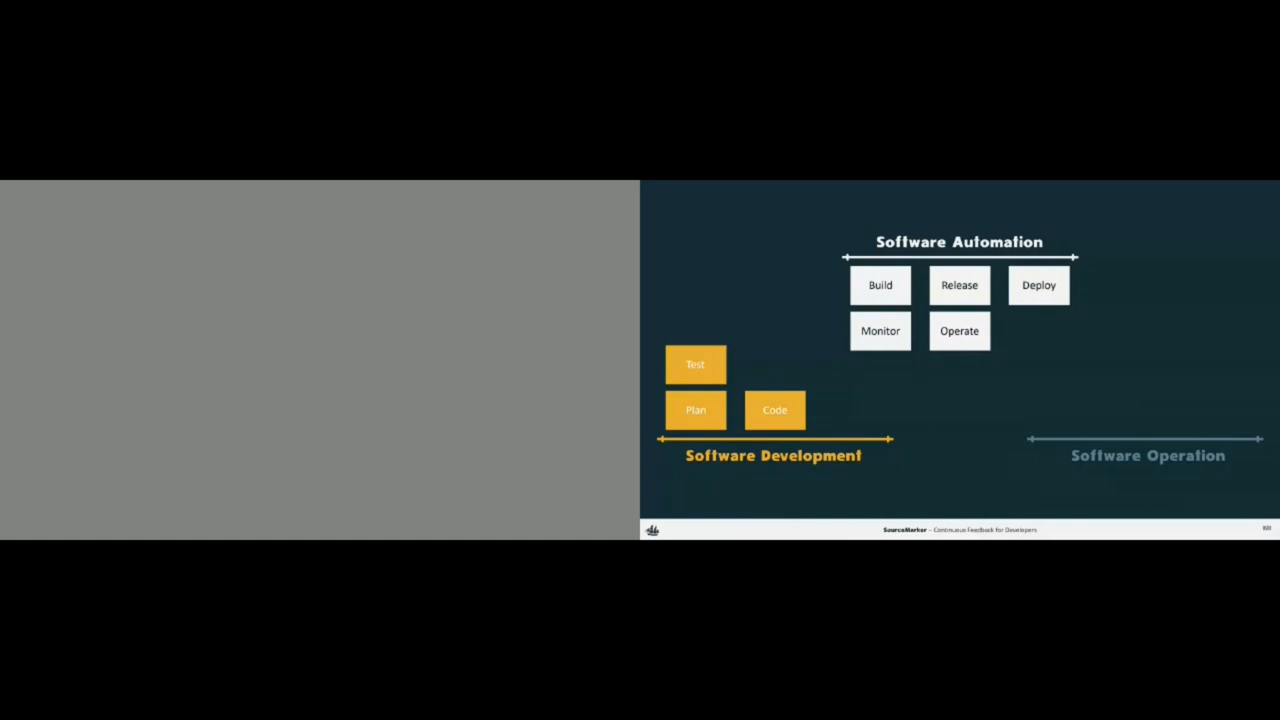 Software Automation
Build Release Deploy
Monitor Operate
Test
Plan Code
Software Development Software Operation
SourceMarker – Continuous Feedback for Developers